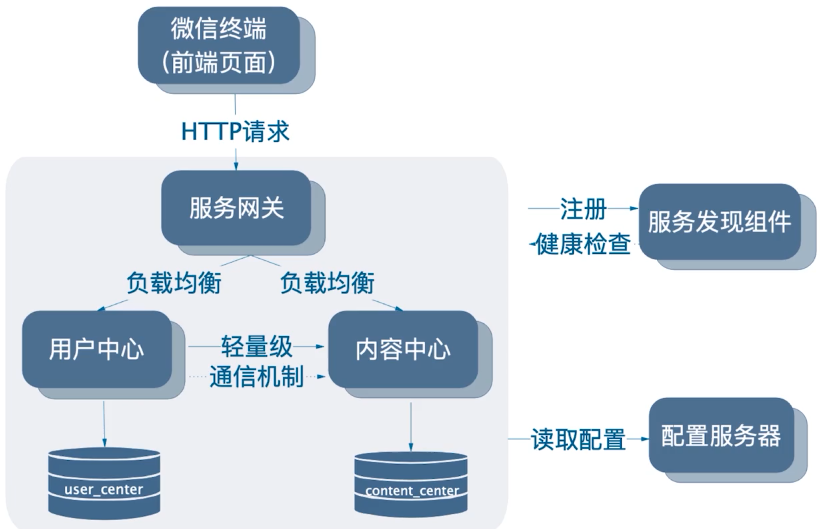 微信终端
(前端页面)
HTTP请求
服务网关
注册
健康检查
服务发现组件
负载均衡
负载均衡
用户中心
轻量级
通信机制
内容中心
读取配置
配置服务器
user_center
content_center